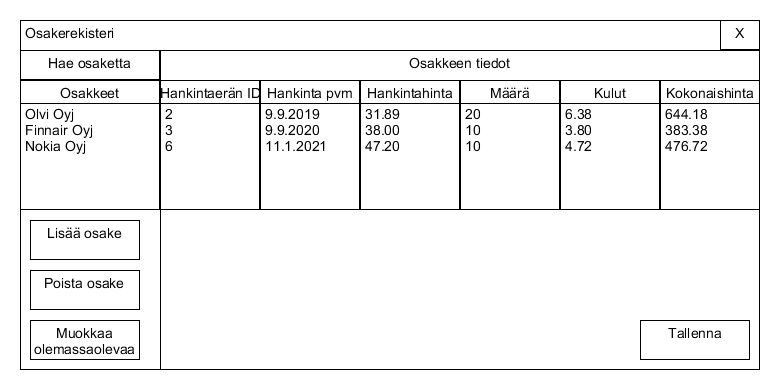 Osakerekisteri X
Hae osaketta Osakkeen tiedot
Osakkeet Hankintaerän ID Hankinta pvm Hankintahinta Määrä Kulut Kokonaishinta
Olvi Oyj 2 9.9.2019 31.89 20 6.38 644.18
Finnair Oyj 3 9.9.2020 38.00 10 3.80 383.38
Nokia Oyj 6 11.1.2021 47.20 10 4.72 476.72
Lisää osake
Poista osake
Muokkaa
olemassaolevaa
Tallenna